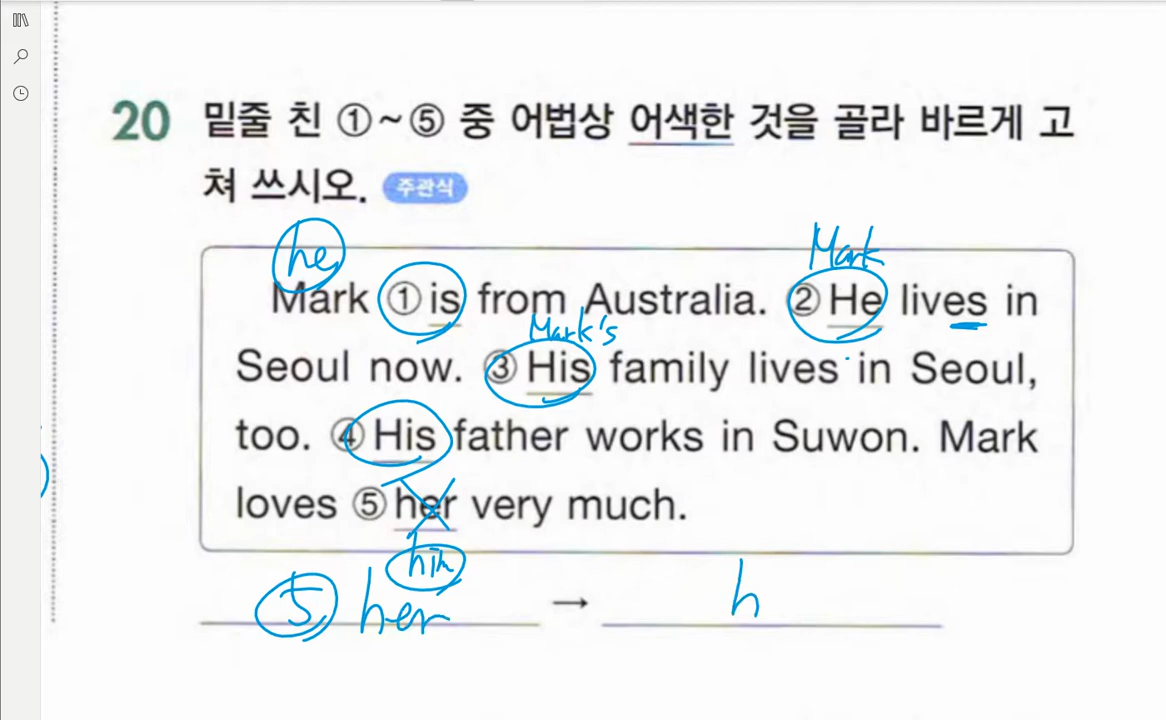 20 밑줄 친 ①~⑤ 중 어법상 어색한 것을 골라 바르게 고
쳐 쓰시오. 주관식
he
Mark
Mark ① is from Australia. ② He lives in
Mark's
Seoul now. ③ His family lives in Seoul,
too. ④ His father works in Suwon. Mark
loves ⑤ her very much.
him
⑤ her → h